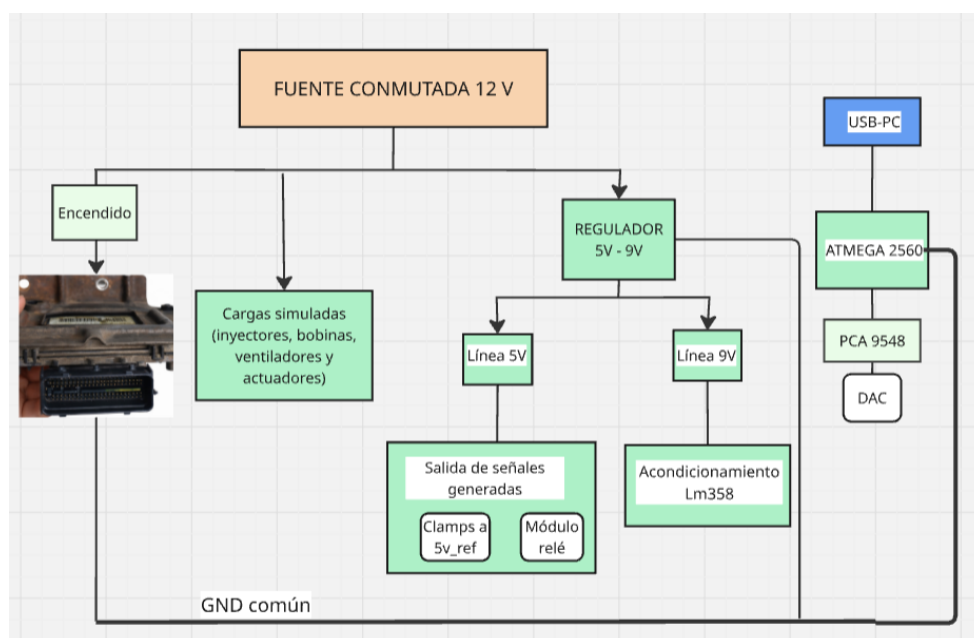 FUENTE CONMUTADA 12 V
USB-PC
Encendido
REGULADOR
5V - 9V
ATMEGA 2560
Cargas simuladas
(inyectores, bobinas,
ventiladores y
actuadores)
Línea 5V
Línea 9V
PCA 9548
DAC
Salida de señales
generadas
Clamps a
5v_ref
Módulo
relé
Acondicionamiento
Lm358
GND común